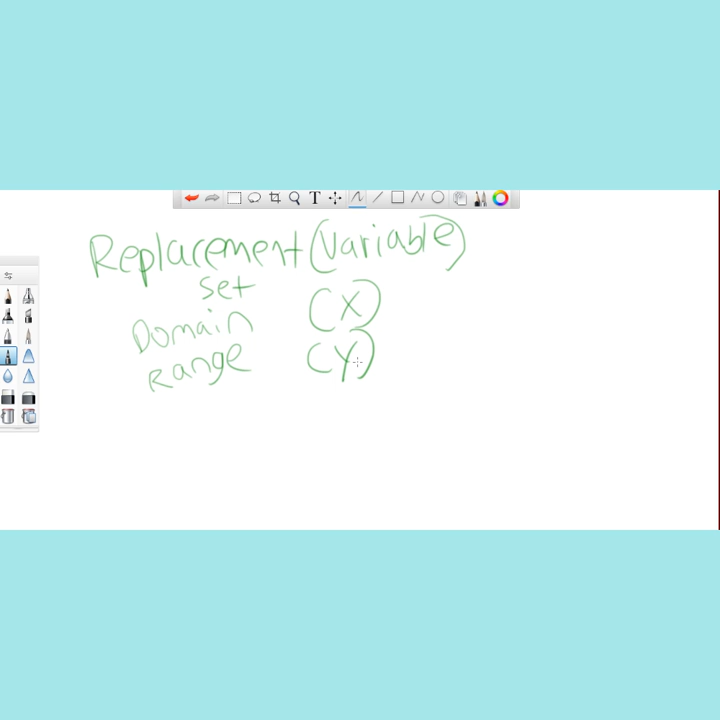 Replacement (Variable)
set
Domain (X)
Range (Y)